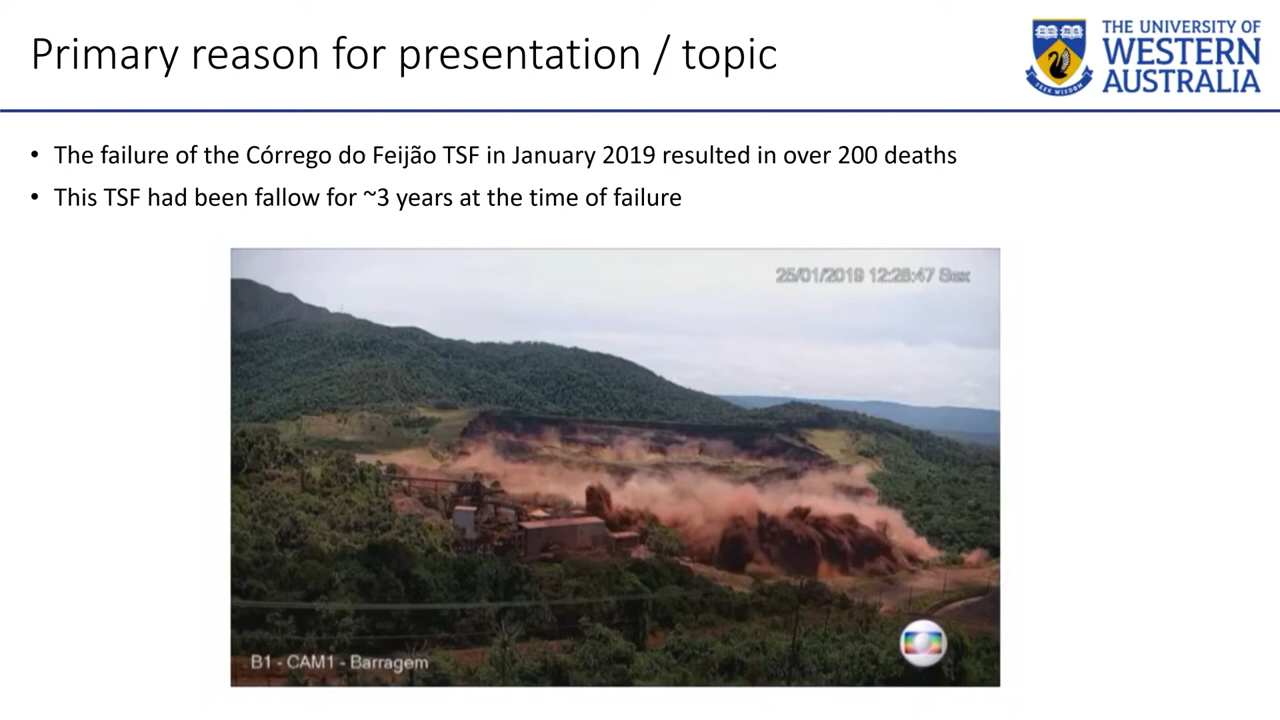 Primary reason for presentation / topic
THE UNIVERSITY OF
WESTERN
AUSTRALIA
SEEK WISDOM
• The failure of the Córrego do Feijão TSF in January 2019 resulted in over 200 deaths
• This TSF had been fallow for ~3 years at the time of failure
25/01/2019 12:28:47 Sex
B1 - CAM1 - Barragem